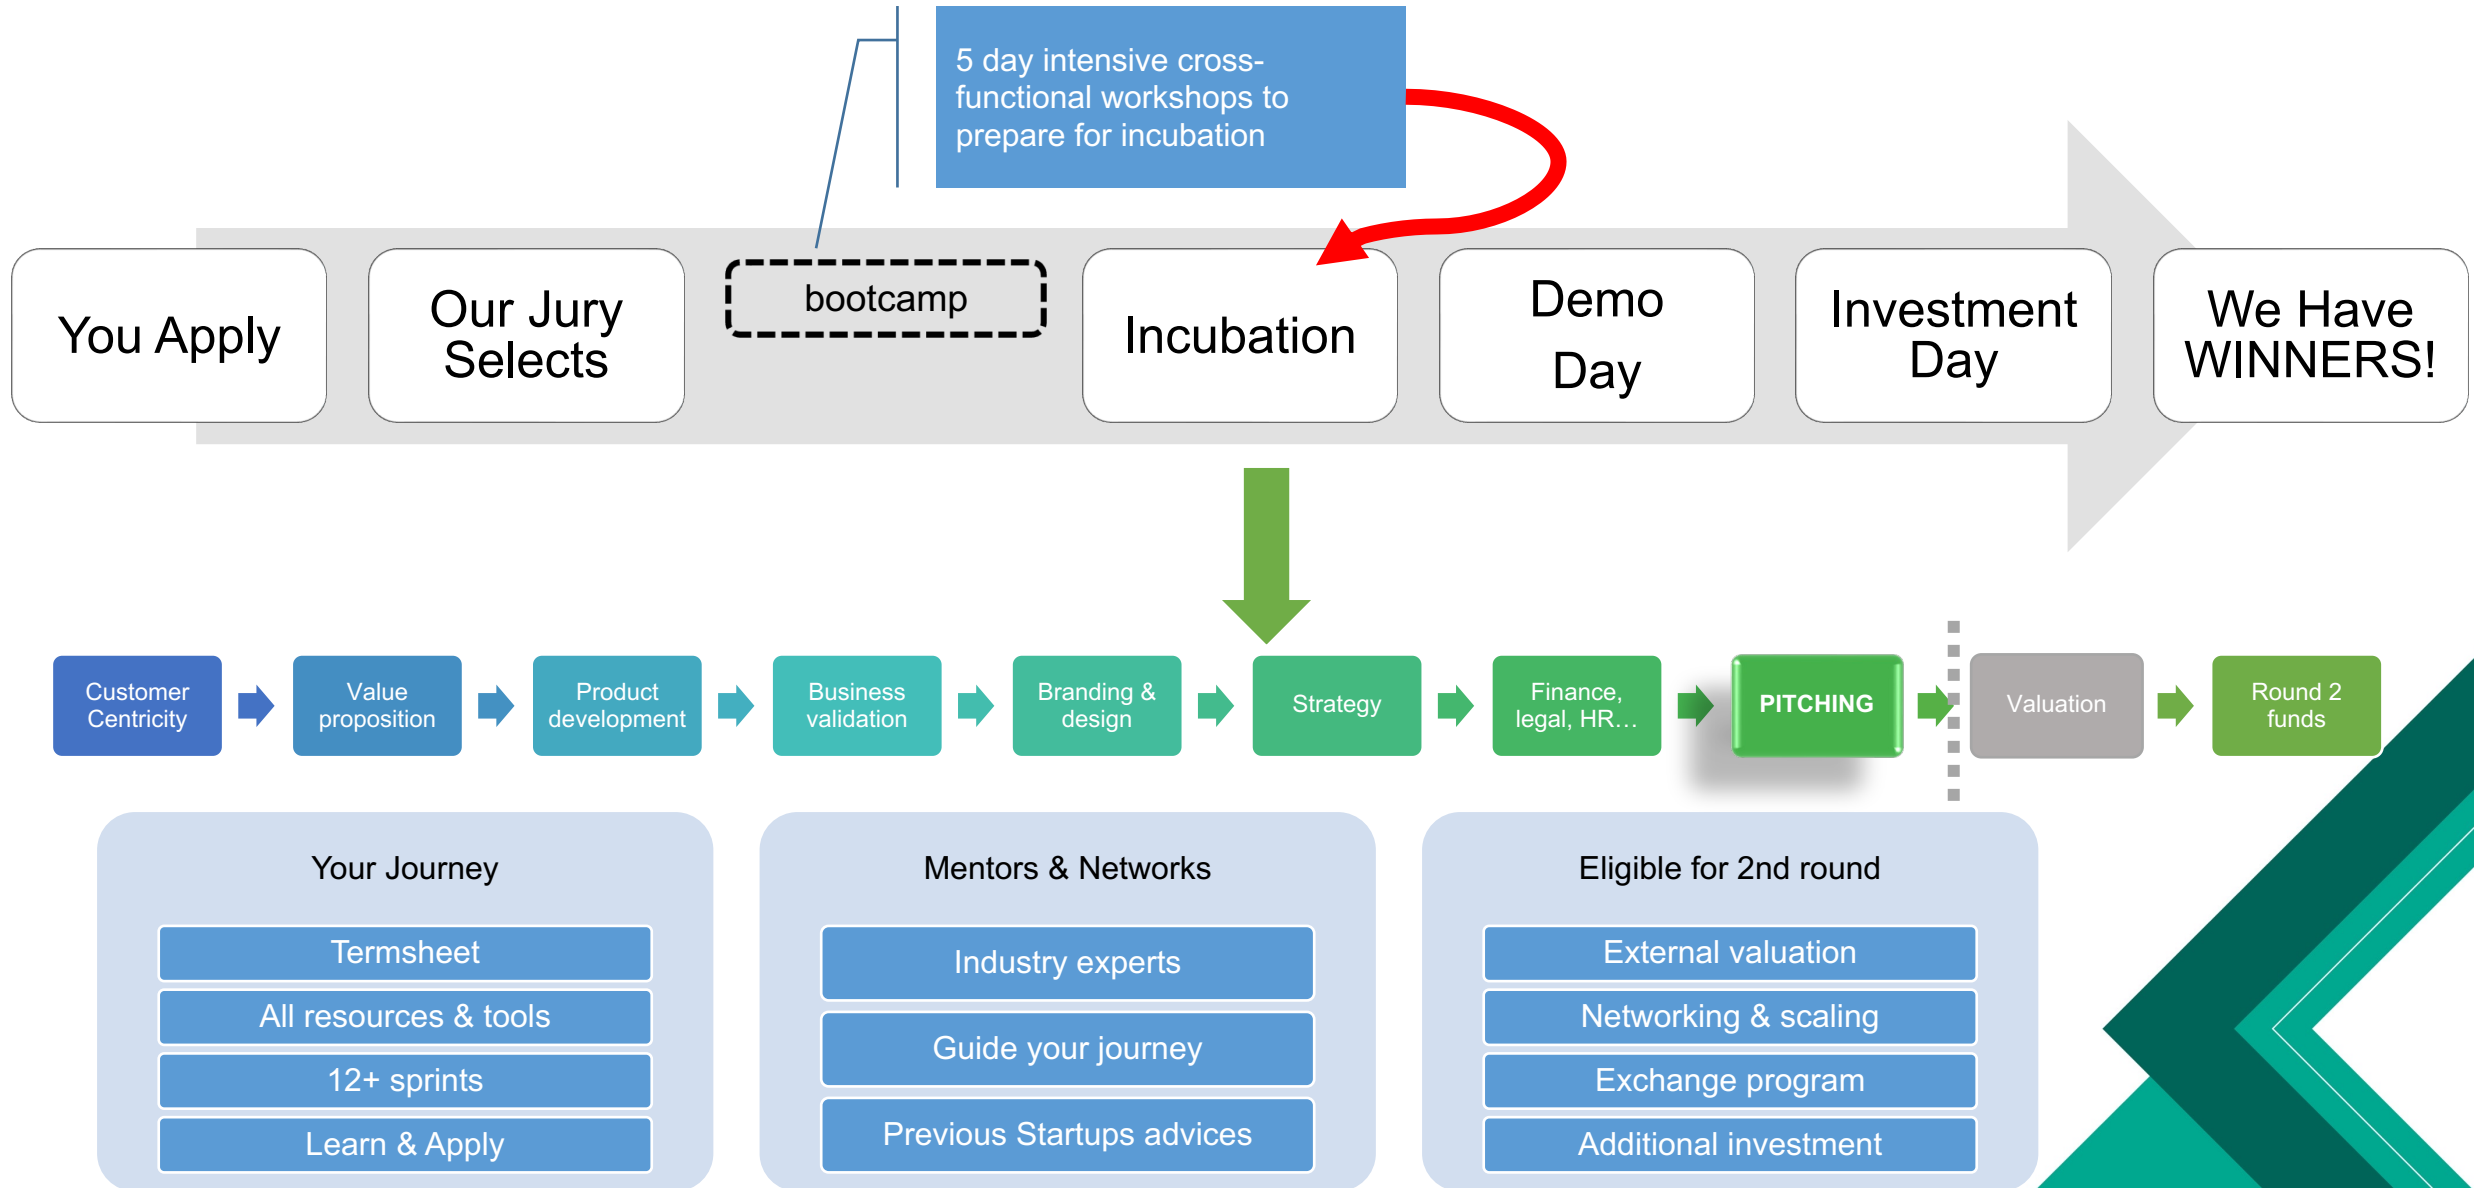 5 day intensive cross-
functional workshops to
prepare for incubation
You Apply
Our Jury
Selects
bootcamp
Incubation
Demo
Day
Investment
Day
We Have
WINNERS!
Customer
Centricity
Value
proposition
Product
development
Business
validation
Branding &
design
Strategy
Finance,
legal, HR…
PITCHING
Valuation
Round 2
funds
Your Journey
Termsheet
All resources & tools
12+ sprints
Learn & Apply
Mentors & Networks
Industry experts
Guide your journey
Previous Startups advices
Eligible for 2nd round
External valuation
Networking & scaling
Exchange program
Additional investment